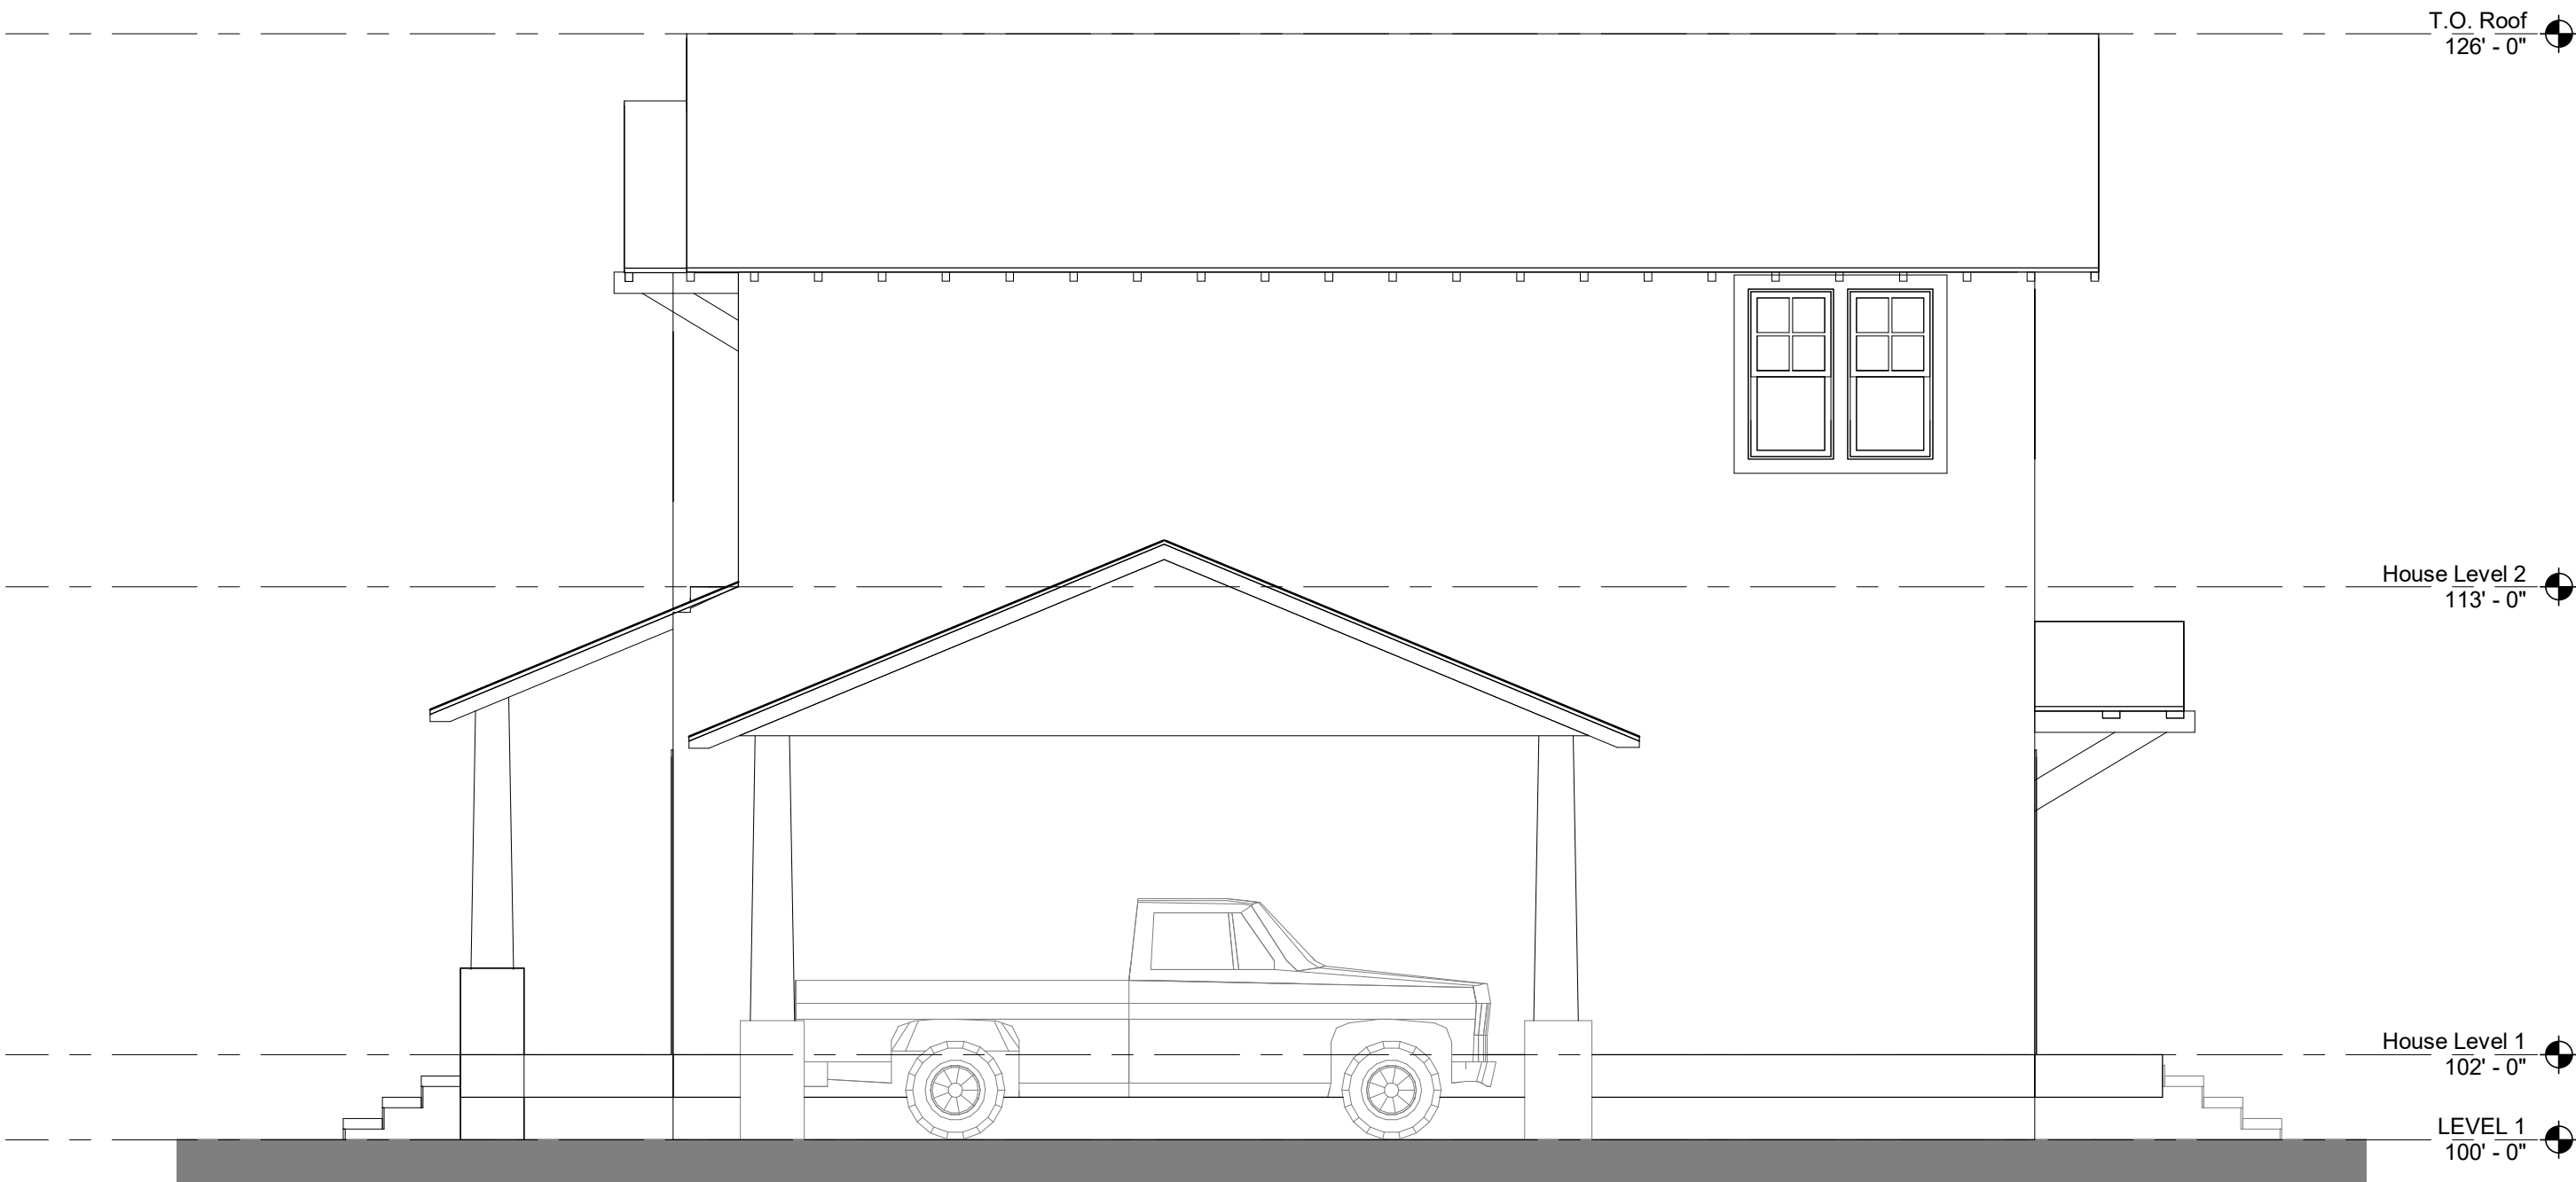 T.O. Roof
126' - 0"
House Level 2
113' - 0"
House Level 1
102' - 0"
LEVEL 1
100' - 0"